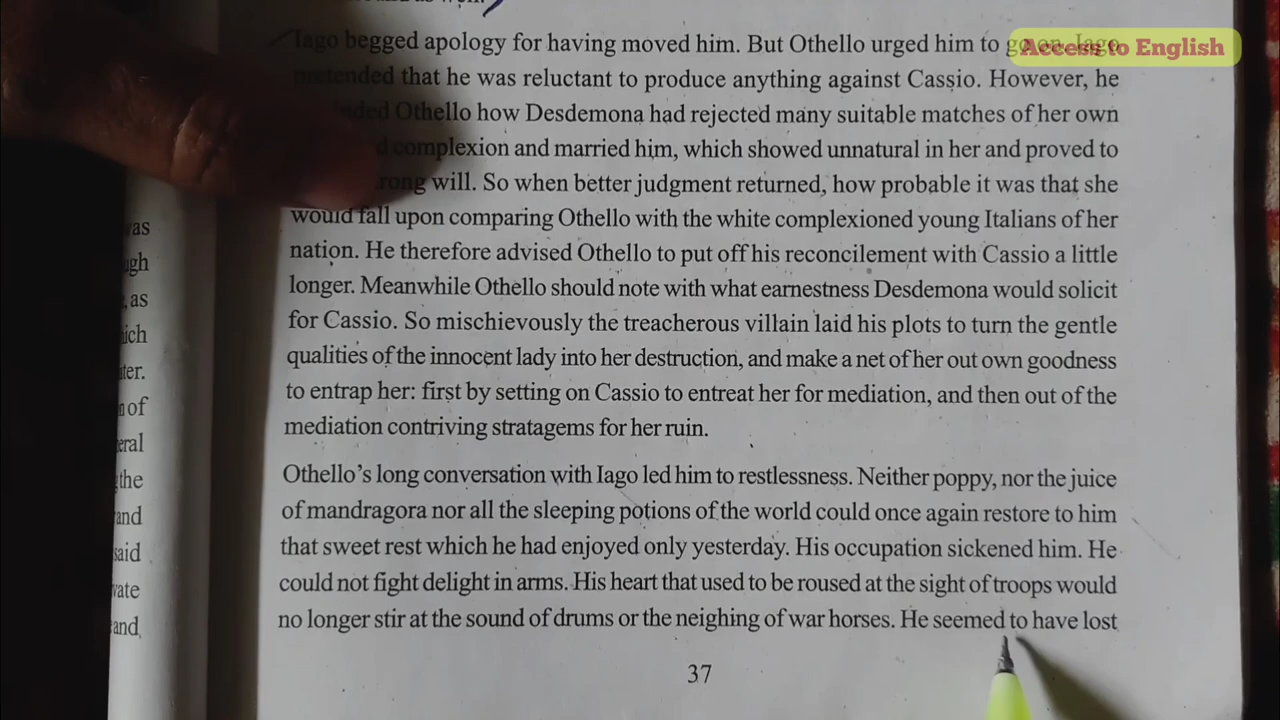 Iago begged apology for having moved him. But Othello urged him to
Access to English
pretended that he was reluctant to produce anything against Cassio. However, he
Othello how Desdemona had rejected many suitable matches of her own
complexion and married him, which showed unnatural in her and proved to
will. So when better judgment returned, how probable it was that she
would fall upon comparing Othello with the white complexioned young Italians of her
nation. He therefore advised Othello to put off his reconcilement with Cassio a little
longer. Meanwhile Othello should note with what earnestness Desdemona would solicit
for Cassio. So mischievously the treacherous villain laid his plots to turn the gentle
qualities of the innocent lady into her destruction, and make a net of her out own goodness
to entrap her: first by setting on Cassio to entreat her for mediation, and then out of the
mediation contriving stratagems for her ruin.
Othello's long conversation with Iago led him to restlessness. Neither poppy, nor the juice
of mandragora nor all the sleeping potions of the world could once again restore to him
that sweet rest which he had enjoyed only yesterday. His occupation sickened him. He
could not fight delight in arms. His heart that used to be roused at the sight of troops would
no longer stir at the sound of drums or the neighing of war horses. He seemed to have lost
37
as
of
the
and
said
and